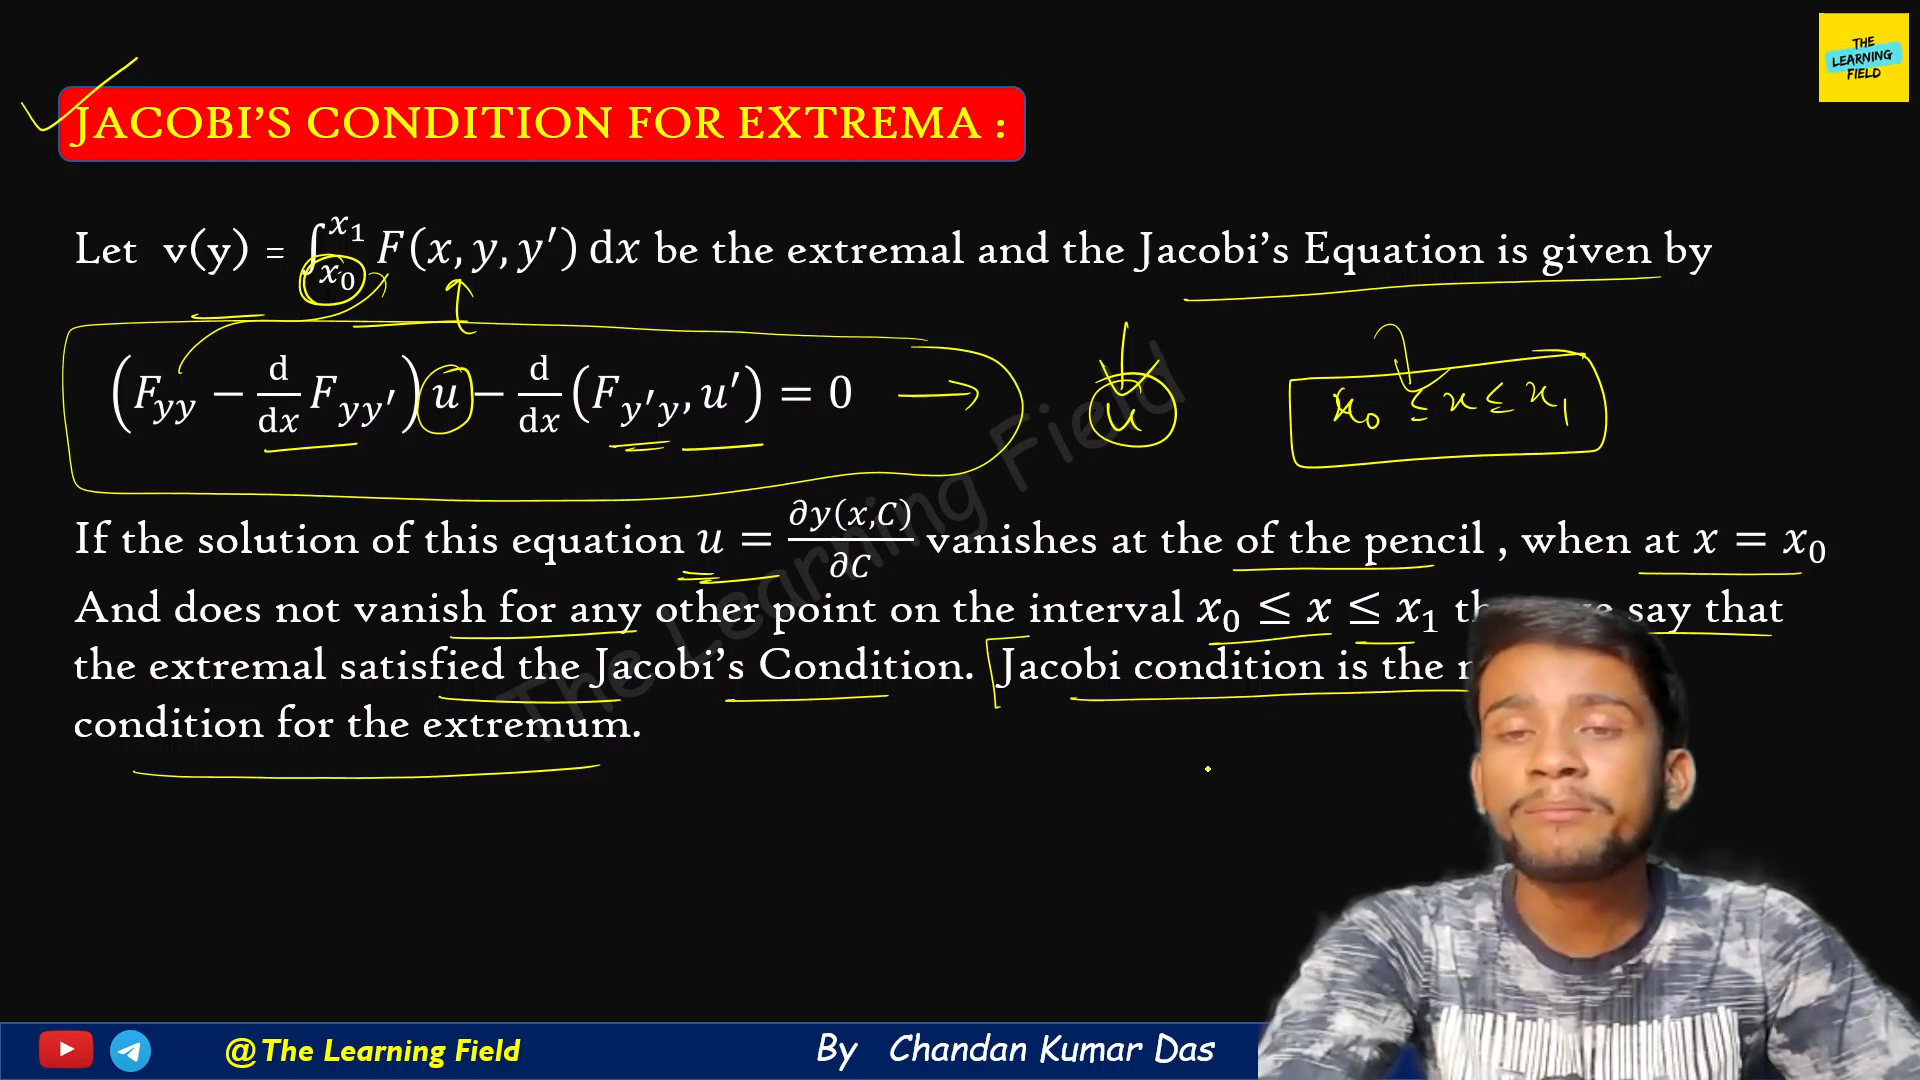 THE
LEARNING
FIELD
JACOBI'S CONDITION FOR EXTREMA :
Let v(y) = ∫_{x₀}^{x₁} F(x, y, y′) dx be the extremal and the Jacobi's Equation is given by
(F_{yy} − d/dx F_{yy′}) u − d/dx (F_{y′y}, u′) = 0
u
x₀ ≤ x ≤ x₁
If the solution of this equation u = ∂y(x,C)/∂C vanishes at the of the pencil , when at x = x₀
And does not vanish for any other point on the interval x₀ ≤ x ≤ x₁ say that
the extremal satisfied the Jacobi's Condition. Jacobi condition is the
condition for the extremum.
The Learning Field
@The Learning Field
By Chandan Kumar Das